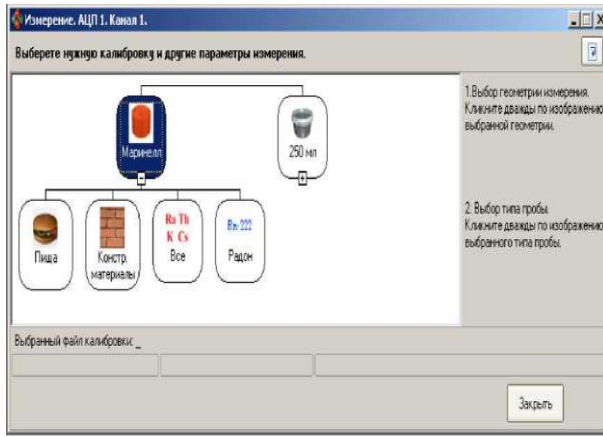 Измерение. АЦП 1. Канал 1.
Выберете нужную калибровку и другие параметры измерения.
Маринелл
250 мл
Пища
Констр.
материалы
Ra Th
K Cs
Все
Rn-222
Радон
1.Выбор геометрии измерения.
Кликните дважды по изображению
выбранной геометрии.
2. Выбор типа пробы.
Кликните дважды по изображению
выбранного типа пробы.
Выбранный файл калибровки: _
Закрыть